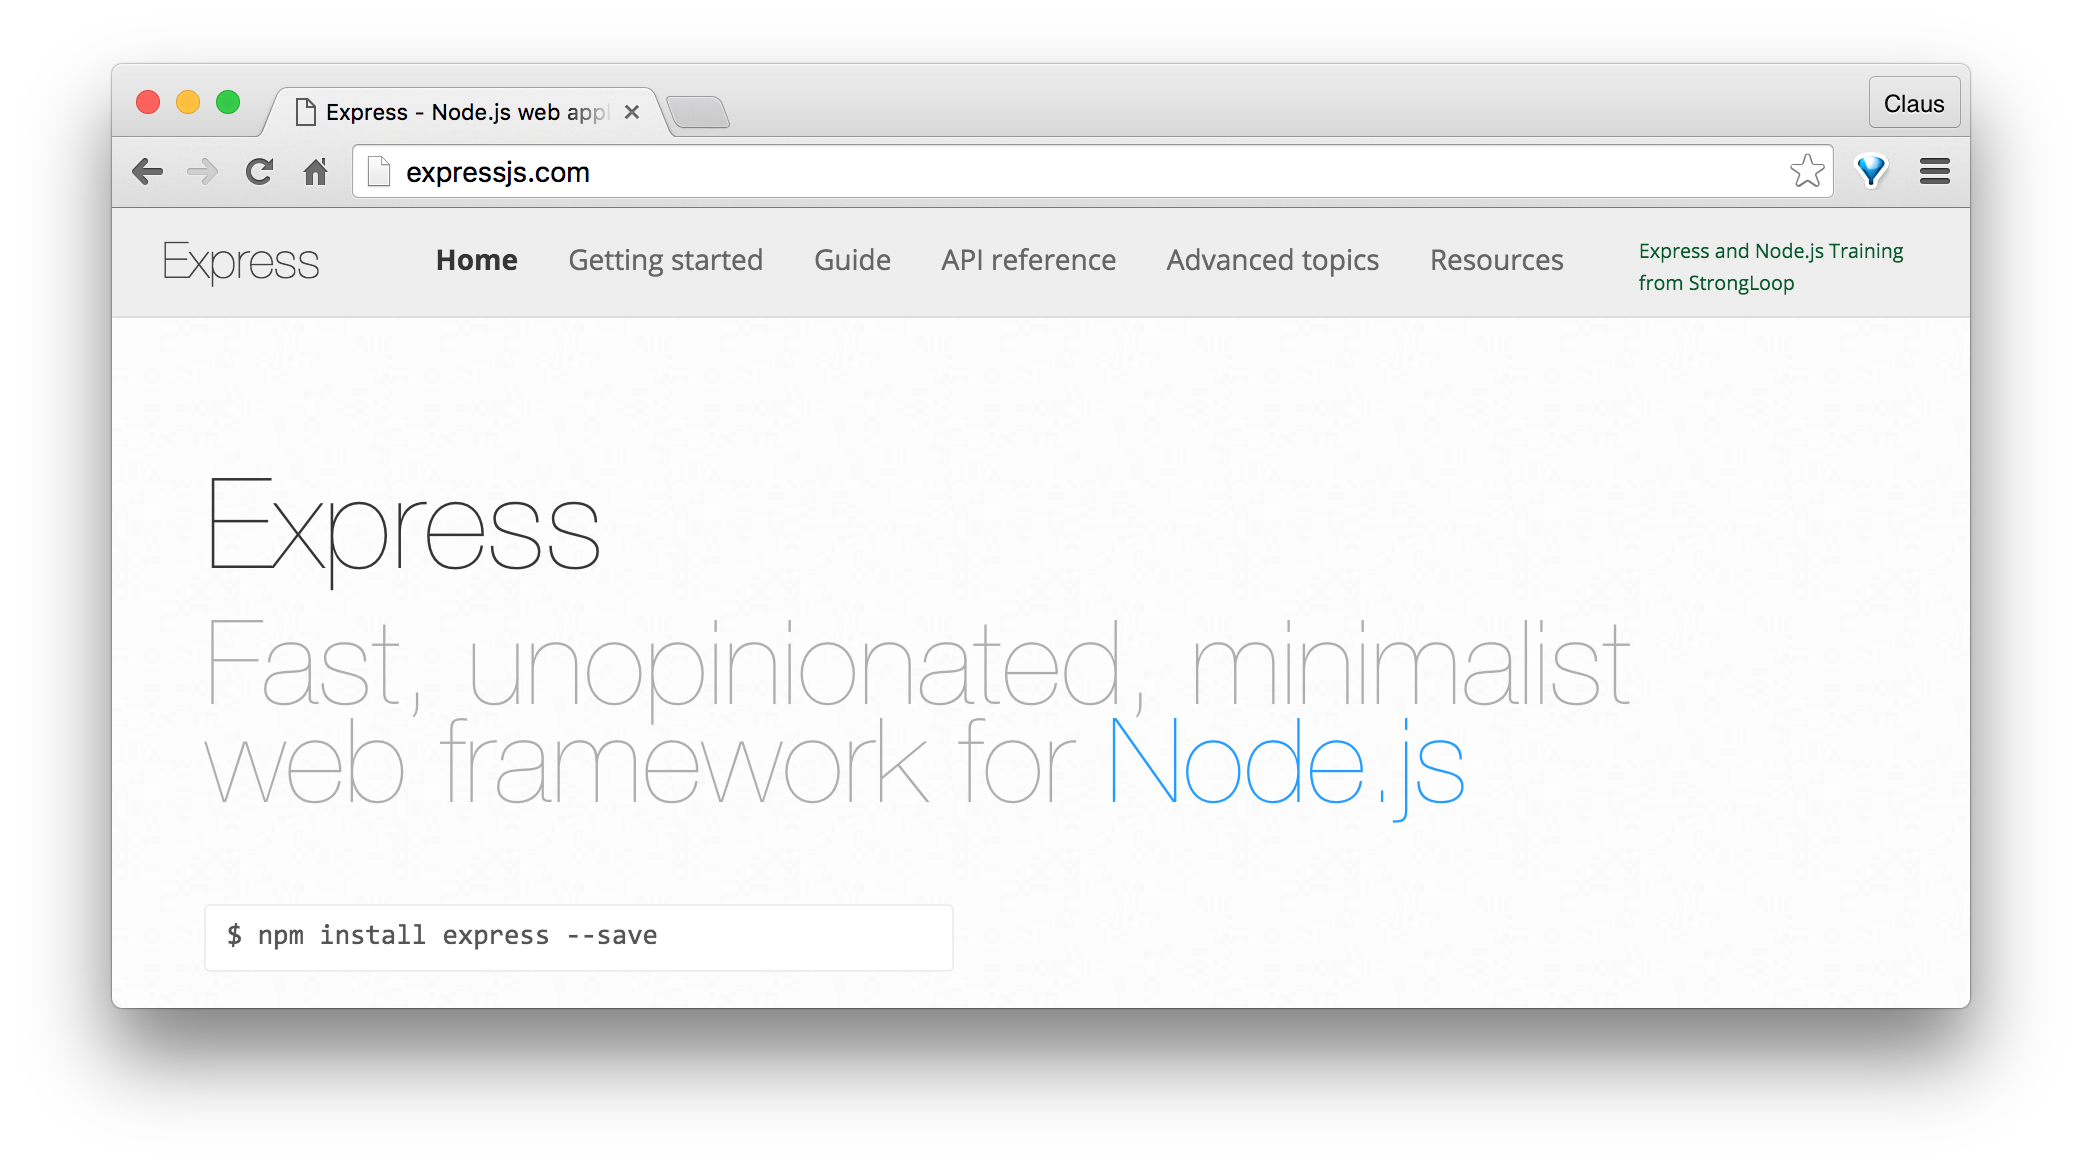 Express - Node.js web appl
Claus
expressjs.com
Express
Home Getting started Guide API reference Advanced topics Resources
Express and Node.js Training
from StrongLoop
Express
Fast, unopinionated, minimalist
web framework for Node.js
$ npm install express --save